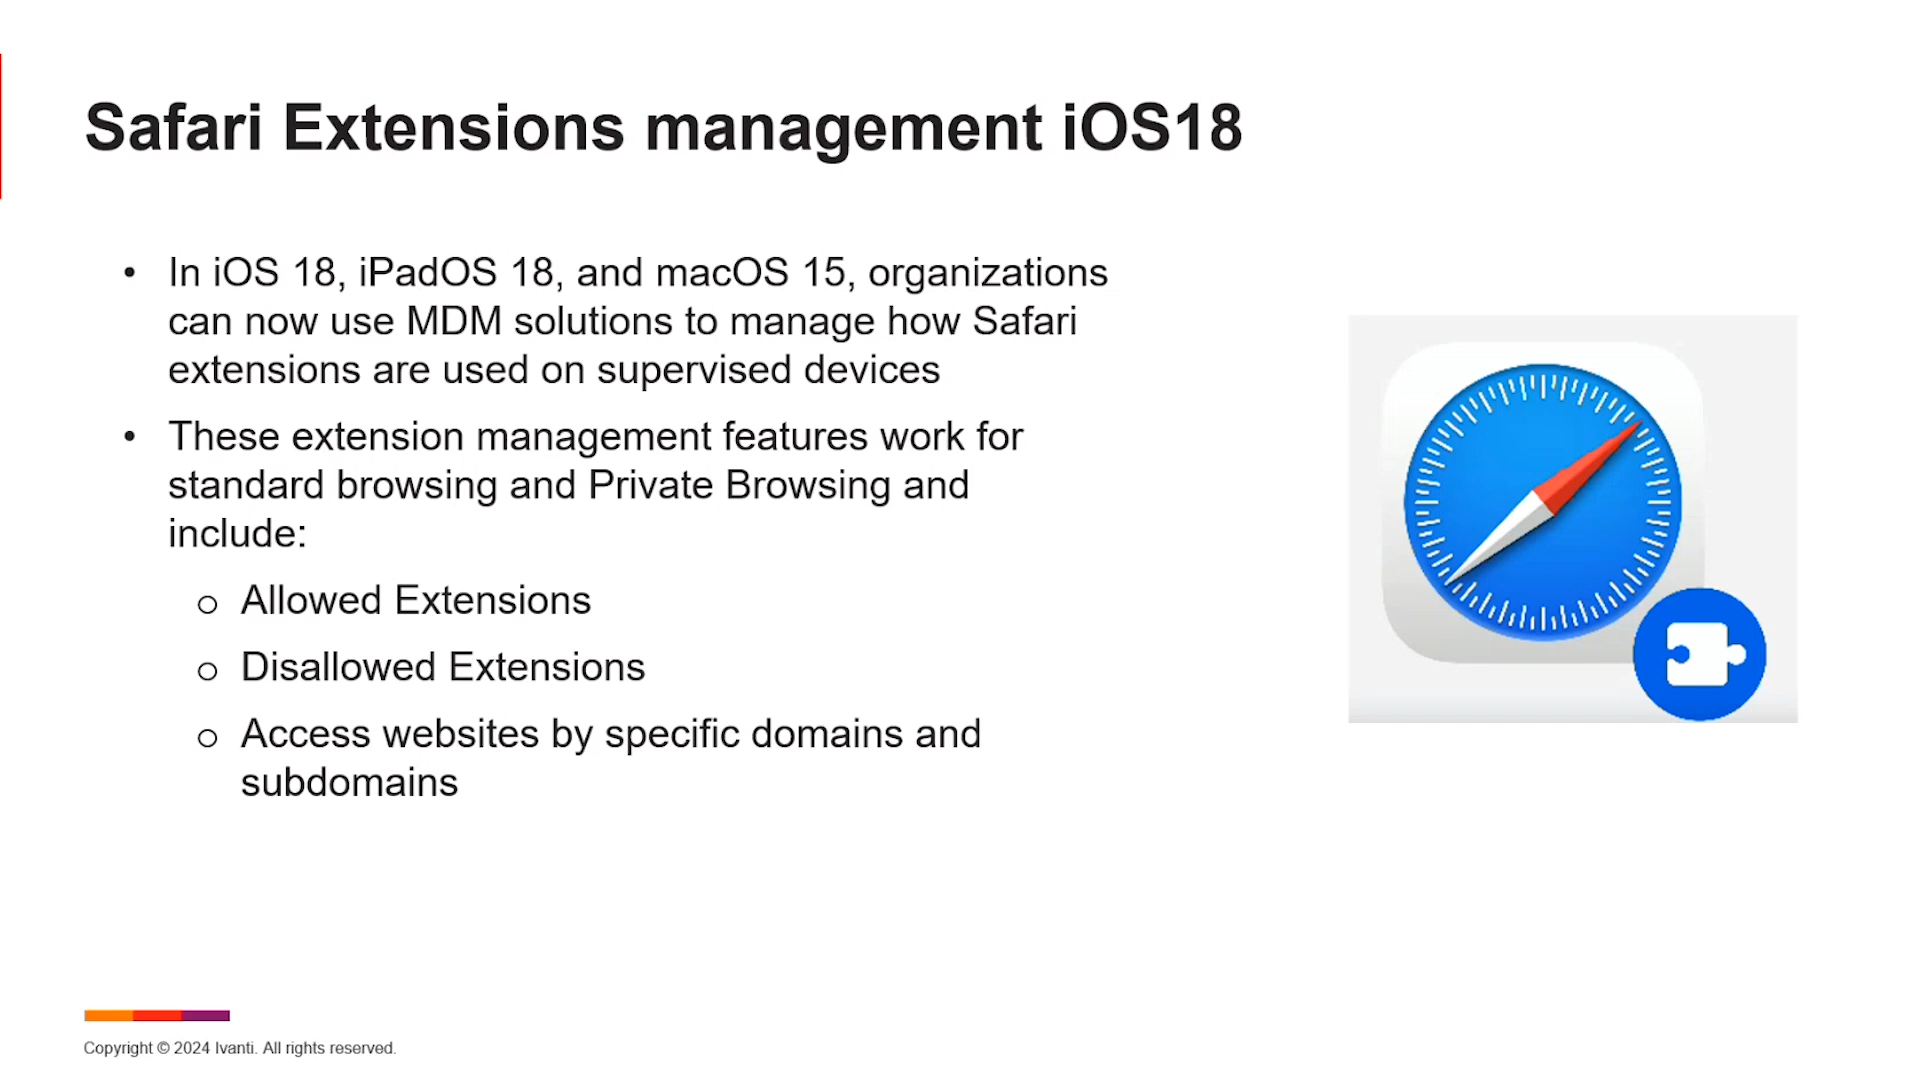 Safari Extensions management iOS18
• In iOS 18, iPadOS 18, and macOS 15, organizations
can now use MDM solutions to manage how Safari
extensions are used on supervised devices
• These extension management features work for
standard browsing and Private Browsing and
include:
o Allowed Extensions
o Disallowed Extensions
o Access websites by specific domains and
subdomains
Copyright © 2024 Ivanti. All rights reserved.